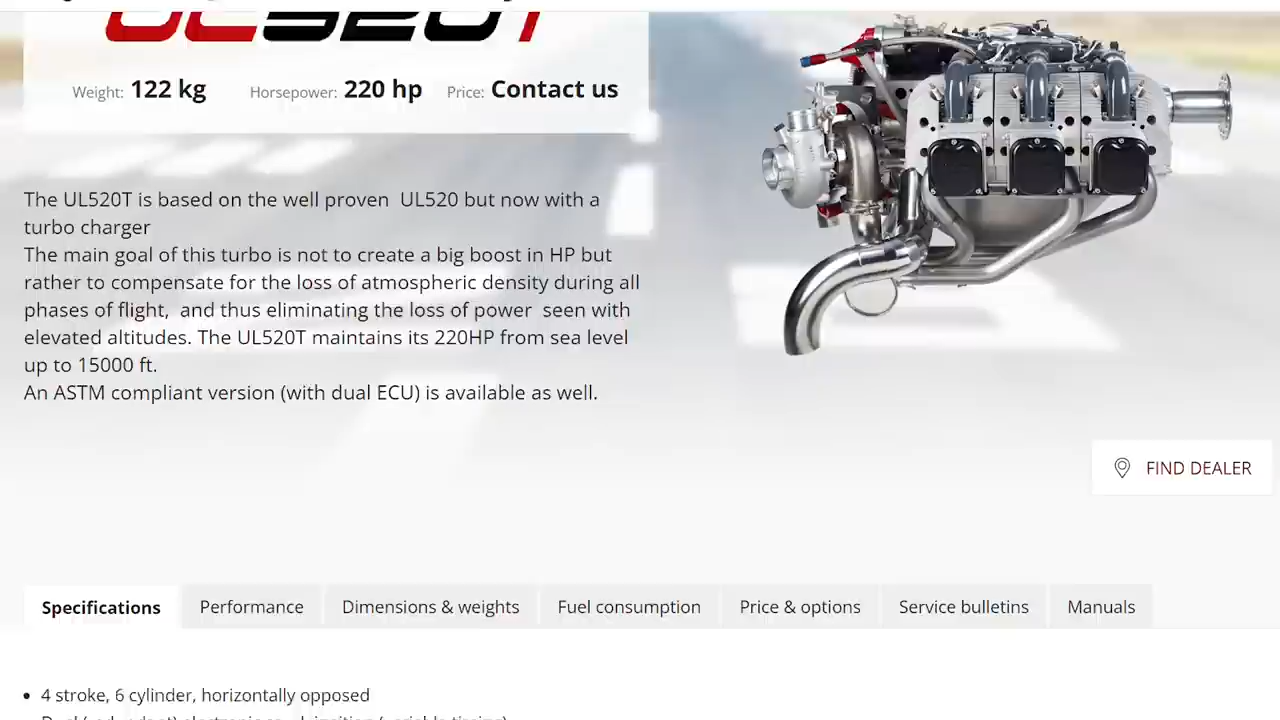 UL520T
Weight: 122 kg Horsepower: 220 hp Price: Contact us
The UL520T is based on the well proven UL520 but now with a
turbo charger
The main goal of this turbo is not to create a big boost in HP but
rather to compensate for the loss of atmospheric density during all
phases of flight, and thus eliminating the loss of power seen with
elevated altitudes. The UL520T maintains its 220HP from sea level
up to 15000 ft.
An ASTM compliant version (with dual ECU) is available as well.
FIND DEALER
Specifications Performance Dimensions & weights Fuel consumption Price & options Service bulletins Manuals
• 4 stroke, 6 cylinder, horizontally opposed